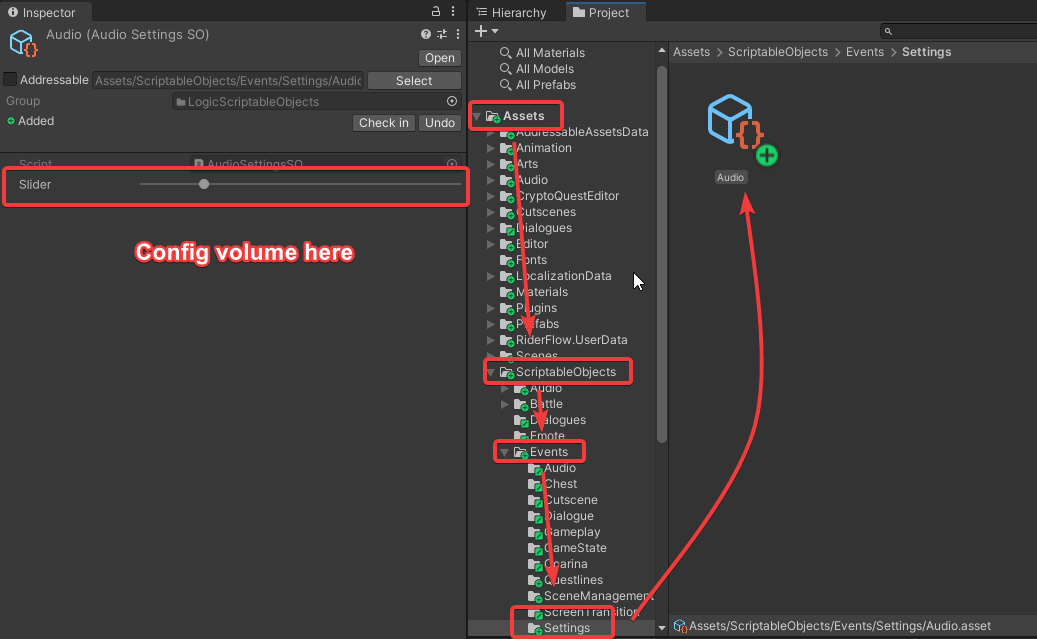 Inspector
Audio (Audio Settings SO)
Open
Addressable Assets/ScriptableObjects/Events/Settings/Audic Select
Group LogicScriptableObjects
Added Check in Undo
Script AudioSettingsSO
Slider
Config volume here
Hierarchy Project
All Materials
All Models
All Prefabs
Assets
AddressableAssetsData
Animation
Arts
Audio
CryptoQuestEditor
Cutscenes
Dialogues
Editor
Fonts
LocalizationData
Materials
Plugins
Prefabs
RiderFlow.UserData
Scenes
ScriptableObjects
Audio
Battle
Dialogues
Emote
Events
Audio
Chest
Cutscene
Dialogue
Gameplay
GameState
Ocarina
Questlines
SceneManagement
ScreenTransition
Settings
Assets > ScriptableObjects > Events > Settings
Audio
Assets/ScriptableObjects/Events/Settings/Audio.asset